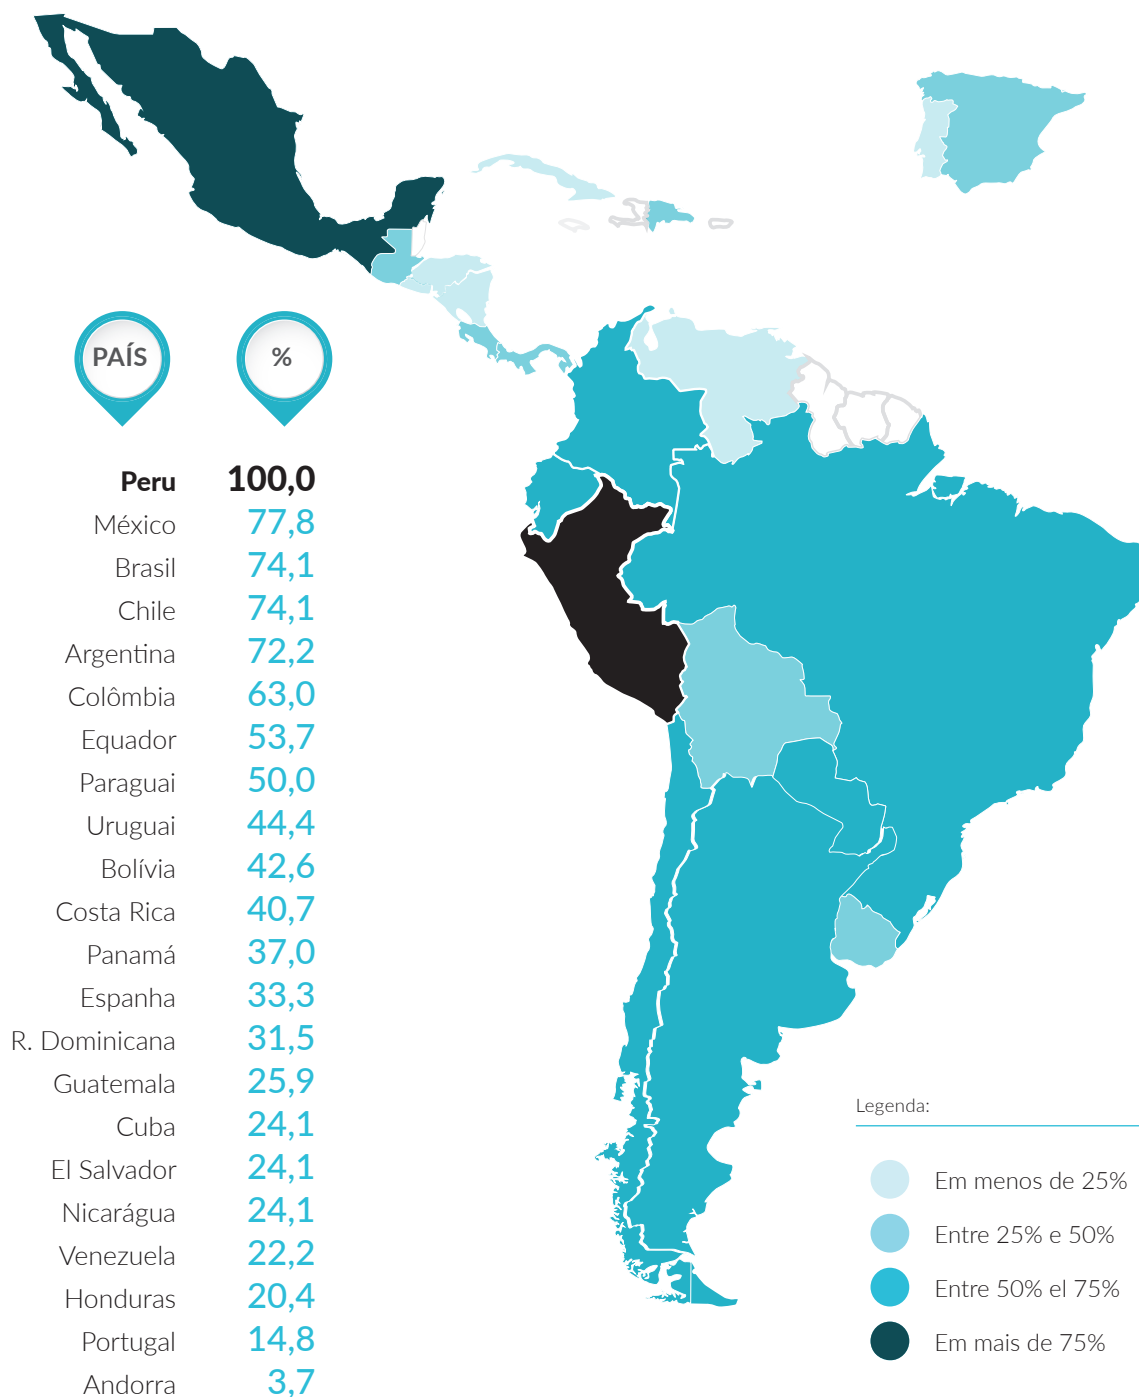 PAÍS %
Peru 100,0
México 77,8
Brasil 74,1
Chile 74,1
Argentina 72,2
Colômbia 63,0
Equador 53,7
Paraguai 50,0
Uruguai 44,4
Bolívia 42,6
Costa Rica 40,7
Panamá 37,0
Espanha 33,3
R. Dominicana 31,5
Guatemala 25,9
Cuba 24,1
El Salvador 24,1
Nicarágua 24,1
Venezuela 22,2
Honduras 20,4
Portugal 14,8
Andorra 3,7
Legenda:
Em menos de 25%
Entre 25% e 50%
Entre 50% el 75%
Em mais de 75%